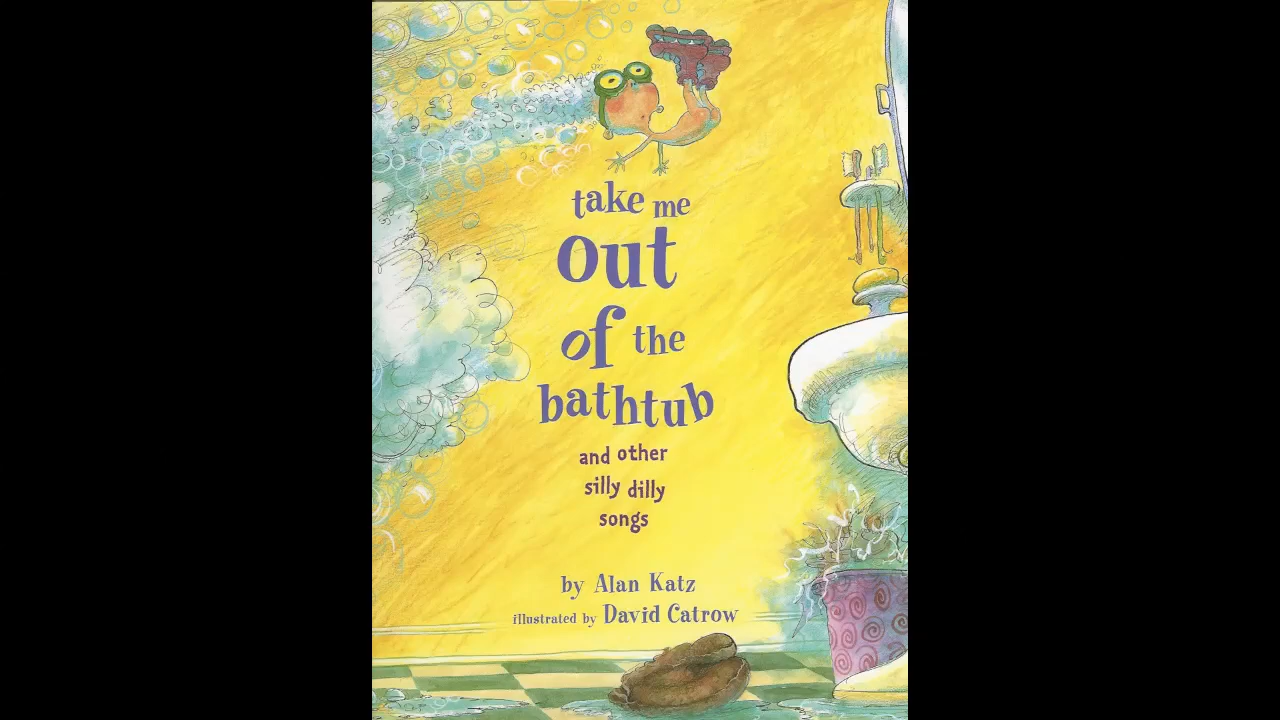 take me
out
of the
bathtub
and other
silly dilly
songs
by Alan Katz
illustrated by David Catrow